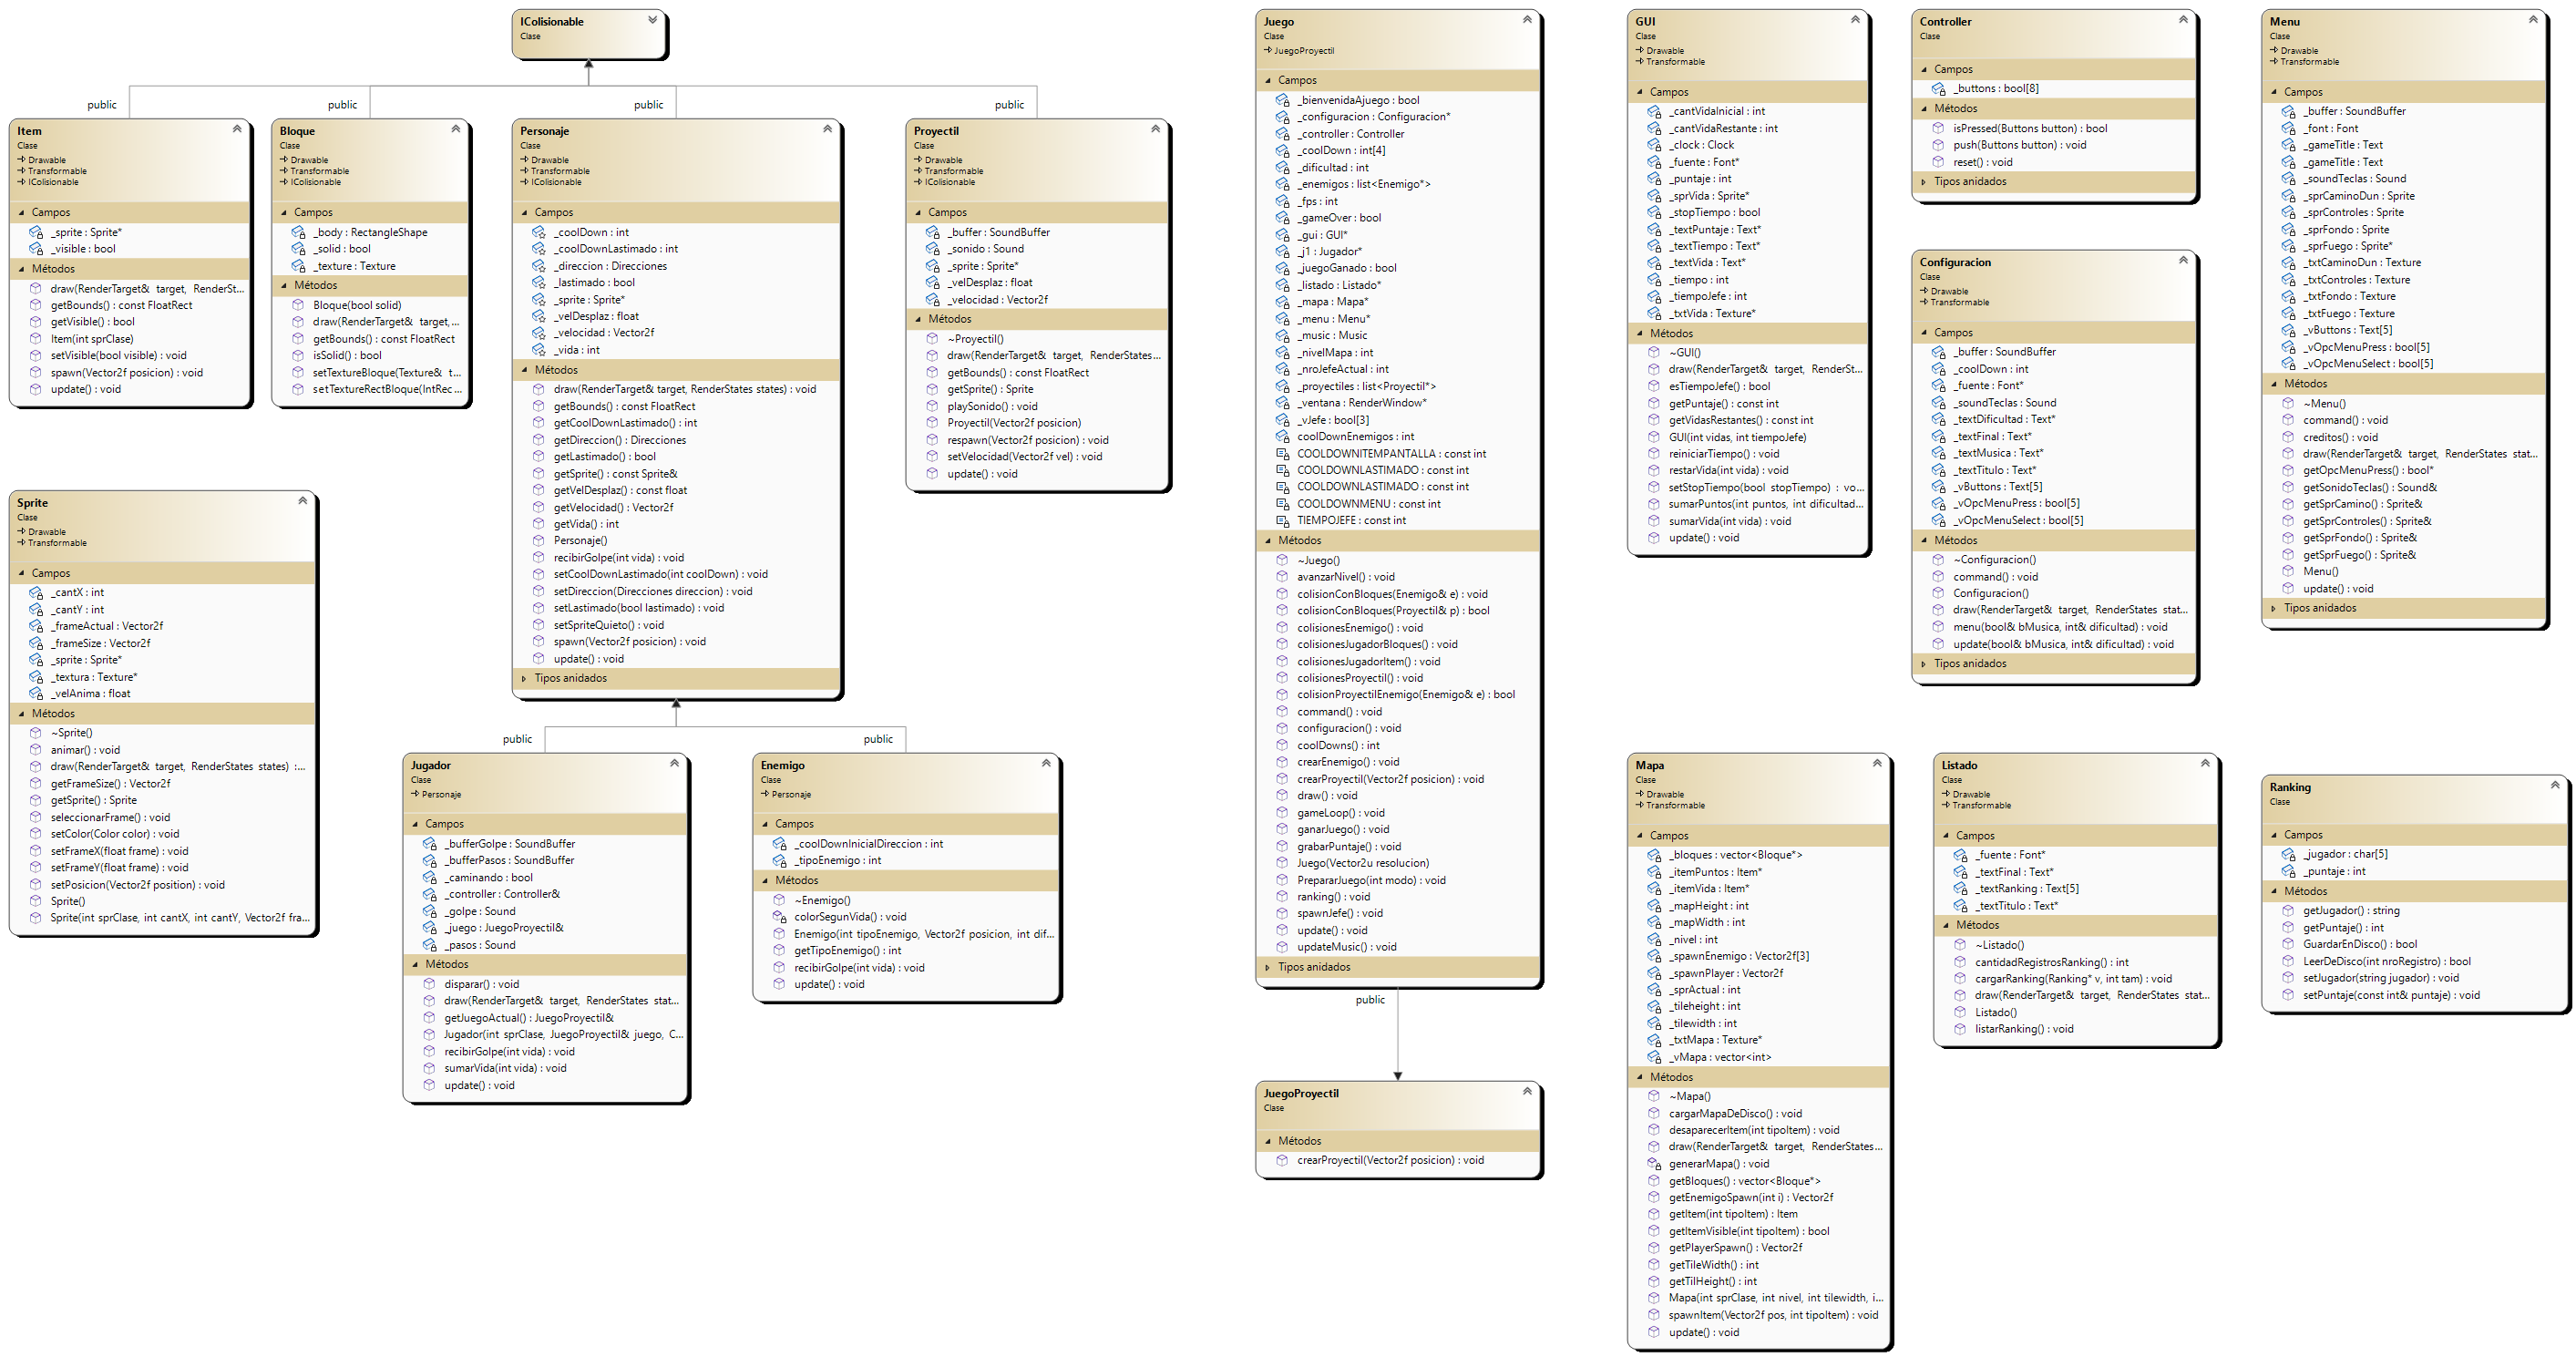 IColisionable
Clase
public
public
public
public
Item
Clase
Drawable
Transformable
IColisionable
Campos
_sprite : Sprite*
_visible : bool
Métodos
draw(RenderTarget& target, RenderSt...
getBounds() : const FloatRect
getVisible() : bool
Item(int sprClase)
setVisible(bool visible) : void
spawn(Vector2f posicion) : void
update() : void
Bloque
Clase
Drawable
Transformable
IColisionable
Campos
_body : RectangleShape
_solid : bool
_texture : Texture
Métodos
Bloque(bool solid)
draw(RenderTarget& target,...
getBounds() : const FloatRect
isSolid() : bool
setTextureBloque(Texture& t...
setTextureRectBloque(IntRec...
Personaje
Clase
Drawable
Transformable
IColisionable
Campos
_coolDown : int
_coolDownLastimado : int
_direccion : Direcciones
_lastimado : bool
_sprite : Sprite*
_velDesplaz : float
_velocidad : Vector2f
_vida : int
Métodos
draw(RenderTarget& target, RenderStates states) : void
getBounds() : const FloatRect
getCoolDownLastimado() : int
getDireccion() : Direcciones
getLastimado() : bool
getSprite() : const Sprite&
getVelDesplaz() : const float
getVelocidad() : Vector2f
getVida() : int
Personaje()
recibirGolpe(int vida) : void
setCoolDownLastimado(int coolDown) : void
setDireccion(Direcciones direccion) : void
setLastimado(bool lastimado) : void
setSpriteQuieto() : void
spawn(Vector2f posicion) : void
update() : void
Tipos anidados
Proyectil
Clase
Drawable
Transformable
IColisionable
Campos
_buffer : SoundBuffer
_sonido : Sound
_sprite : Sprite*
_velDesplaz : float
_velocidad : Vector2f
Métodos
~Proyectil()
draw(RenderTarget& target, RenderStates...
getBounds() : const FloatRect
getSprite() : Sprite
playSonido() : void
Proyectil(Vector2f posicion)
respawn(Vector2f posicion) : void
setVelocidad(Vector2f vel) : void
update() : void
Sprite
Clase
Drawable
Transformable
Campos
_cantX : int
_cantY : int
_frameActual : Vector2f
_frameSize : Vector2f
_sprite : Sprite*
_textura : Texture*
_velAnima : float
Métodos
~Sprite()
animar() : void
draw(RenderTarget& target, RenderStates states) :...
getFrameSize() : Vector2f
getSprite() : Sprite
seleccionarFrame() : void
setColor(Color color) : void
setFrameX(float frame) : void
setFrameY(float frame) : void
setPosicion(Vector2f position) : void
Sprite()
Sprite(int sprClase, int cantX, int cantY, Vector2f fra...
public
public
Jugador
Clase
Personaje
Campos
_bufferGolpe : SoundBuffer
_bufferPasos : SoundBuffer
_caminando : bool
_controller : Controller&
_golpe : Sound
_juego : JuegoProyectil&
_pasos : Sound
Métodos
disparar() : void
draw(RenderTarget& target, RenderStates stat...
getJuegoActual() : JuegoProyectil&
Jugador(int sprClase, JuegoProyectil& juego, C...
recibirGolpe(int vida) : void
sumarVida(int vida) : void
update() : void
Enemigo
Clase
Personaje
Campos
_coolDownInicialDireccion : int
_tipoEnemigo : int
Métodos
~Enemigo()
colorSegunVida() : void
Enemigo(int tipoEnemigo, Vector2f posicion, int dif...
getTipoEnemigo() : int
recibirGolpe(int vida) : void
update() : void
Juego
Clase
JuegoProyectil
Campos
_bienvenidaAjuego : bool
_configuracion : Configuracion*
_controller : Controller
_coolDown : int[4]
_dificultad : int
_enemigos : list<Enemigo*>
_fps : int
_gameOver : bool
_gui : GUI*
_j1 : Jugador*
_juegoGanado : bool
_listado : Listado*
_mapa : Mapa*
_menu : Menu*
_music : Music
_nivelMapa : int
_nroJefeActual : int
_proyectiles : list<Proyectil*>
_ventana : RenderWindow*
_vJefe : bool[3]
coolDownEnemigos : int
COOLDOWNITEMPANTALLA : const int
COOLDOWNLASTIMADO : const int
COOLDOWNLASTIMADO : const int
COOLDOWNMENU : const int
TIEMPOJEFE : const int
Métodos
~Juego()
avanzarNivel() : void
colisionConBloques(Enemigo& e) : void
colisionConBloques(Proyectil& p) : bool
colisionesEnemigo() : void
colisionesJugadorBloques() : void
colisionesJugadorItem() : void
colisionesProyectil() : void
colisionProyectilEnemigo(Enemigo& e) : bool
command() : void
configuracion() : void
coolDowns() : int
crearEnemigo() : void
crearProyectil(Vector2f posicion) : void
draw() : void
gameLoop() : void
ganarJuego() : void
grabarPuntaje() : void
Juego(Vector2u resolucion)
PrepararJuego(int modo) : void
ranking() : void
spawnJefe() : void
update() : void
updateMusic() : void
Tipos anidados
public
JuegoProyectil
Clase
Métodos
crearProyectil(Vector2f posicion) : void
GUI
Clase
Drawable
Transformable
Campos
_cantVidaInicial : int
_cantVidaRestante : int
_clock : Clock
_fuente : Font*
_puntaje : int
_sprVida : Sprite*
_stopTiempo : bool
_textPuntaje : Text*
_textTiempo : Text*
_textVida : Text*
_tiempo : int
_tiempoJefe : int
_txtVida : Texture*
Métodos
~GUI()
draw(RenderTarget& target, RenderSt...
esTiempoJefe() : bool
getPuntaje() : const int
getVidasRestantes() : const int
GUI(int vidas, int tiempoJefe)
reiniciarTiempo() : void
restarVida(int vida) : void
setStopTiempo(bool stopTiempo) : vo...
sumarPuntos(int puntos, int dificultad...
sumarVida(int vida) : void
update() : void
Controller
Clase
Campos
_buttons : bool[8]
Métodos
isPressed(Buttons button) : bool
push(Buttons button) : void
reset() : void
Tipos anidados
Configuracion
Clase
Drawable
Transformable
Campos
_buffer : SoundBuffer
_coolDown : int
_fuente : Font*
_soundTeclas : Sound
_textDificultad : Text*
_textFinal : Text*
_textMusica : Text*
_textTitulo : Text*
_vButtons : Text[5]
_vOpcMenuPress : bool[5]
_vOpcMenuSelect : bool[5]
Métodos
~Configuracion()
command() : void
Configuracion()
draw(RenderTarget& target, RenderStates stat...
menu(bool& bMusica, int& dificultad) : void
update(bool& bMusica, int& dificultad) : void
Tipos anidados
Menu
Clase
Drawable
Transformable
Campos
_buffer : SoundBuffer
_font : Font
_gameTitle : Text
_gameTitle : Text
_soundTeclas : Sound
_sprCaminoDun : Sprite
_sprControles : Sprite
_sprFondo : Sprite
_sprFuego : Sprite*
_txtCaminoDun : Texture
_txtControles : Texture
_txtFondo : Texture
_txtFuego : Texture
_vButtons : Text[5]
_vOpcMenuPress : bool[5]
_vOpcMenuSelect : bool[5]
Métodos
~Menu()
command() : void
creditos() : void
draw(RenderTarget& target, RenderStates stat...
getOpcMenuPress() : bool*
getSonidoTeclas() : Sound&
getSprCamino() : Sprite&
getSprControles() : Sprite&
getSprFondo() : Sprite&
getSprFuego() : Sprite&
Menu()
update() : void
Tipos anidados
Mapa
Clase
Drawable
Transformable
Campos
_bloques : vector<Bloque*>
_itemPuntos : Item*
_itemVida : Item*
_mapHeight : int
_mapWidth : int
_nivel : int
_spawnEnemigo : Vector2f[3]
_spawnPlayer : Vector2f
_sprActual : int
_tileheight : int
_tilewidth : int
_txtMapa : Texture*
_vMapa : vector<int>
Métodos
~Mapa()
cargarMapaDeDisco() : void
desaparecerItem(int tipoItem) : void
draw(RenderTarget& target, RenderStates...
generarMapa() : void
getBloques() : vector<Bloque*>
getEnemigoSpawn(int i) : Vector2f
getItem(int tipoItem) : Item
getItemVisible(int tipoItem) : bool
getPlayerSpawn() : Vector2f
getTileWidth() : int
getTilHeight() : int
Mapa(int sprClase, int nivel, int tilewidth, i...
spawnItem(Vector2f pos, int tipoItem) : void
update() : void
Listado
Clase
Drawable
Transformable
Campos
_fuente : Font*
_textFinal : Text*
_textRanking : Text[5]
_textTitulo : Text*
Métodos
~Listado()
cantidadRegistrosRanking() : int
cargarRanking(Ranking* v, int tam) : void
draw(RenderTarget& target, RenderStates stat...
Listado()
listarRanking() : void
Ranking
Clase
Campos
_jugador : char[5]
_puntaje : int
Métodos
getJugador() : string
getPuntaje() : int
GuardarEnDisco() : bool
LeerDeDisco(int nroRegistro) : bool
setJugador(string jugador) : void
setPuntaje(const int& puntaje) : void